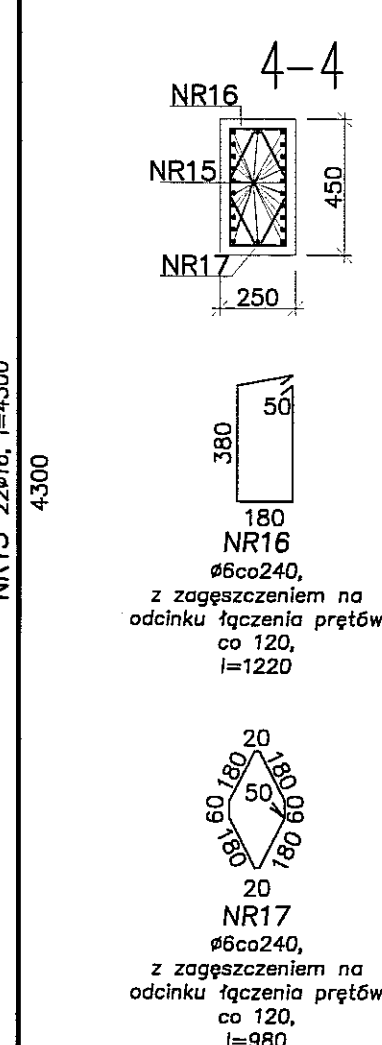 4-4
NR16
NR15
NR17
450
250
NR15 22ø16, l=4300
4300
380
50
180
NR16
ø6co240,
z zagęszczeniem na
odcinku łączenia prętów
co 120,
l=1220
20
180
180
60
50
60
180
180
20
NR17
ø6co240,
z zagęszczeniem na
odcinku łączenia prętów
co 120,
l=980